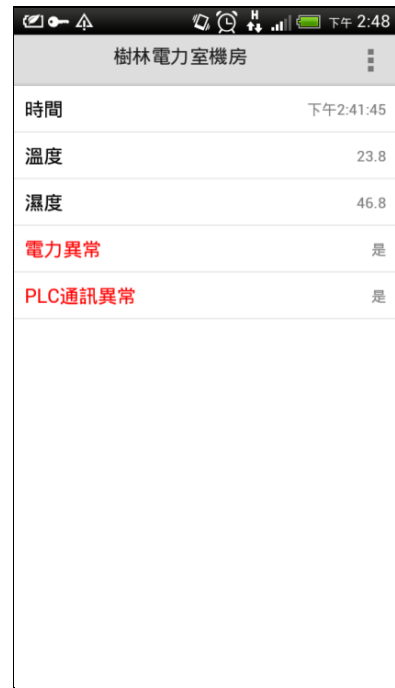 H
下午 2:48
樹林電力室機房
時間 下午2:41:45
溫度 23.8
濕度 46.8
電力異常 是
PLC通訊異常 是